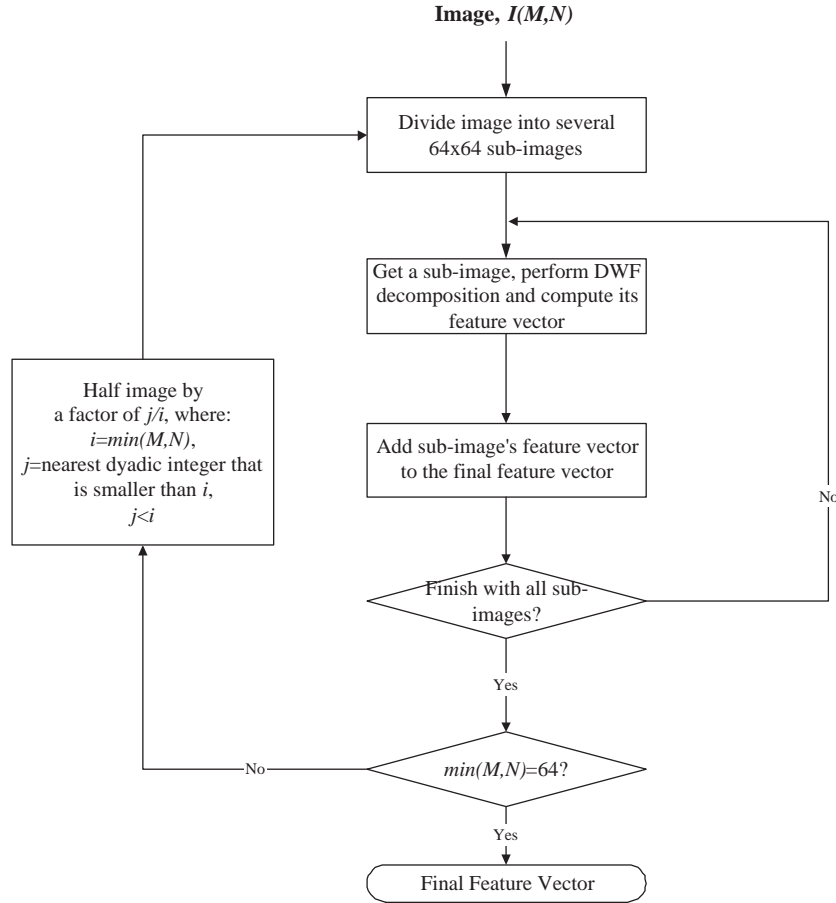 Image, I(M,N)
Divide image into several
64x64 sub-images
Get a sub-image, perform DWF
decomposition and compute its
feature vector
Half image by
a factor of j/i, where:
i=min(M,N),
j=nearest dyadic integer that
is smaller than i,
j<i
Add sub-image's feature vector
to the final feature vector
No
Finish with all sub-
images?
Yes
min(M,N)=64?
No
Yes
Final Feature Vector